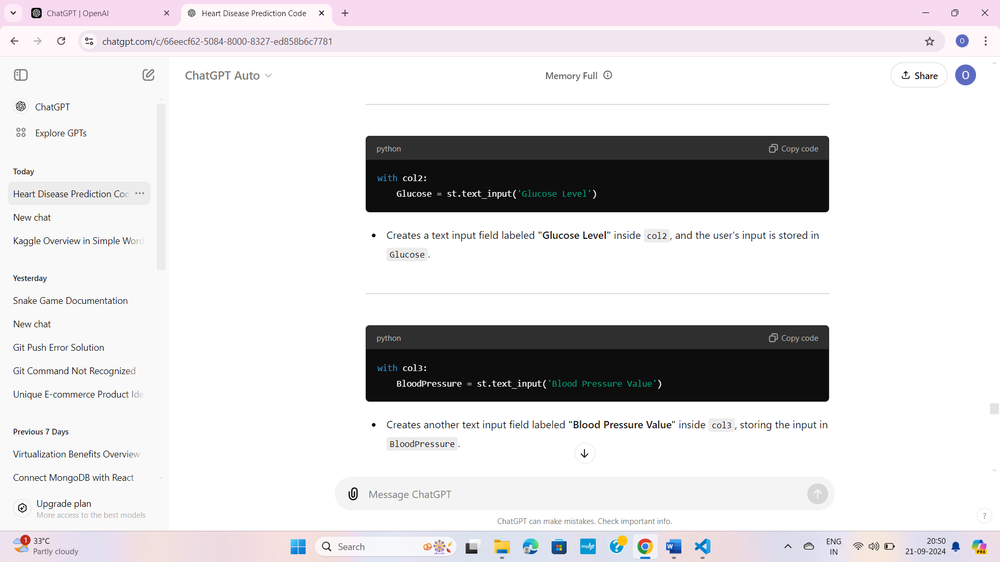 ChatGPT | OpenAI
Heart Disease Prediction Code
chatgpt.com/c/66eecf62-5084-8000-8327-ed858b6c7781
O
ChatGPT Auto
Memory Full
Share
O
ChatGPT
Explore GPTs
Today
Heart Disease Prediction Cod
New chat
Kaggle Overview in Simple Word
Yesterday
Snake Game Documentation
New chat
Git Push Error Solution
Git Command Not Recognized
Unique E-commerce Product Ide
Previous 7 Days
Virtualization Benefits Overview
Connect MongoDB with React
Upgrade plan
More access to the best models
python
Copy code
with col2:
Glucose = st.text_input('Glucose Level')
• Creates a text input field labeled "Glucose Level" inside col2, and the user's input is stored in
Glucose.
python
Copy code
with col3:
BloodPressure = st.text_input('Blood Pressure Value')
• Creates another text input field labeled "Blood Pressure Value" inside col3, storing the input in
BloodPressure.
Message ChatGPT
ChatGPT can make mistakes. Check important info.
?
1
33°C
Partly cloudy
Search
myhp
?
W
ENG
IN
20:50
21-09-2024
PRE